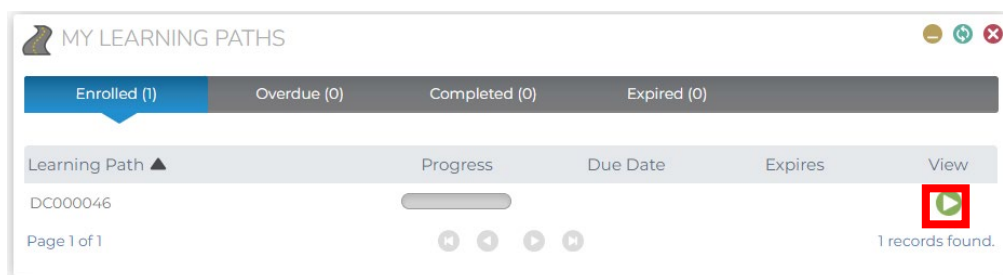 MY LEARNING PATHS
Enrolled (1) Overdue (0) Completed (0) Expired (0)
Learning Path ▲ Progress Due Date Expires View
DC000046
Page 1 of 1 1 records found.